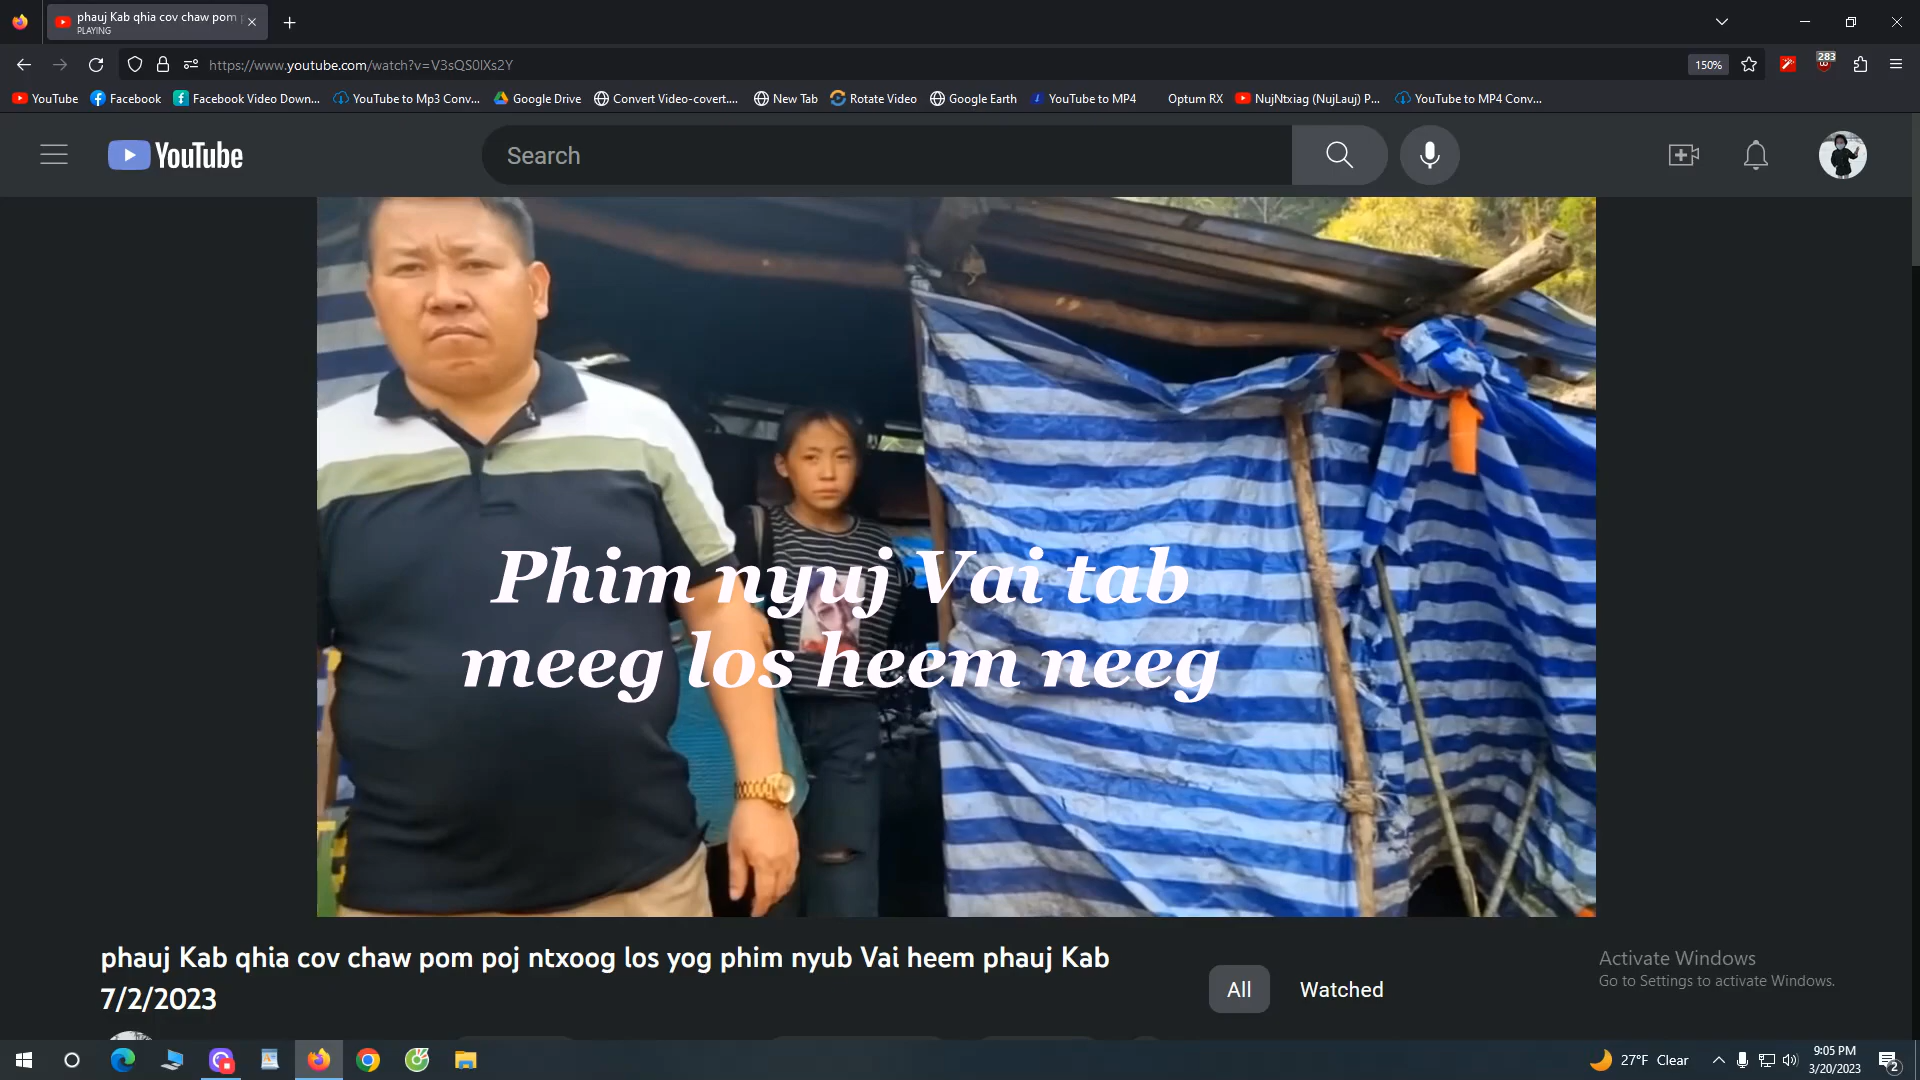 phauj Kab qhia cov chaw pom p
PLAYING
https://www.youtube.com/watch?v=V3sQS0lXs2Y
150%
283
YouTube
Facebook
Facebook Video Down...
YouTube to Mp3 Conv...
Google Drive
Convert Video-covert....
New Tab
Rotate Video
Google Earth
YouTube to MP4
Optum RX
NujNtxiag (NujLauj) P...
YouTube to MP4 Conv...
YouTube
Search
Phim nyuj Vai tab
meeg los heem neeg
phauj Kab qhia cov chaw pom poj ntxoog los yog phim nyub Vai heem phauj Kab
7/2/2023
All
Watched
Activate Windows
Go to Settings to activate Windows.
27°F Clear
9:05 PM
3/20/2023
2